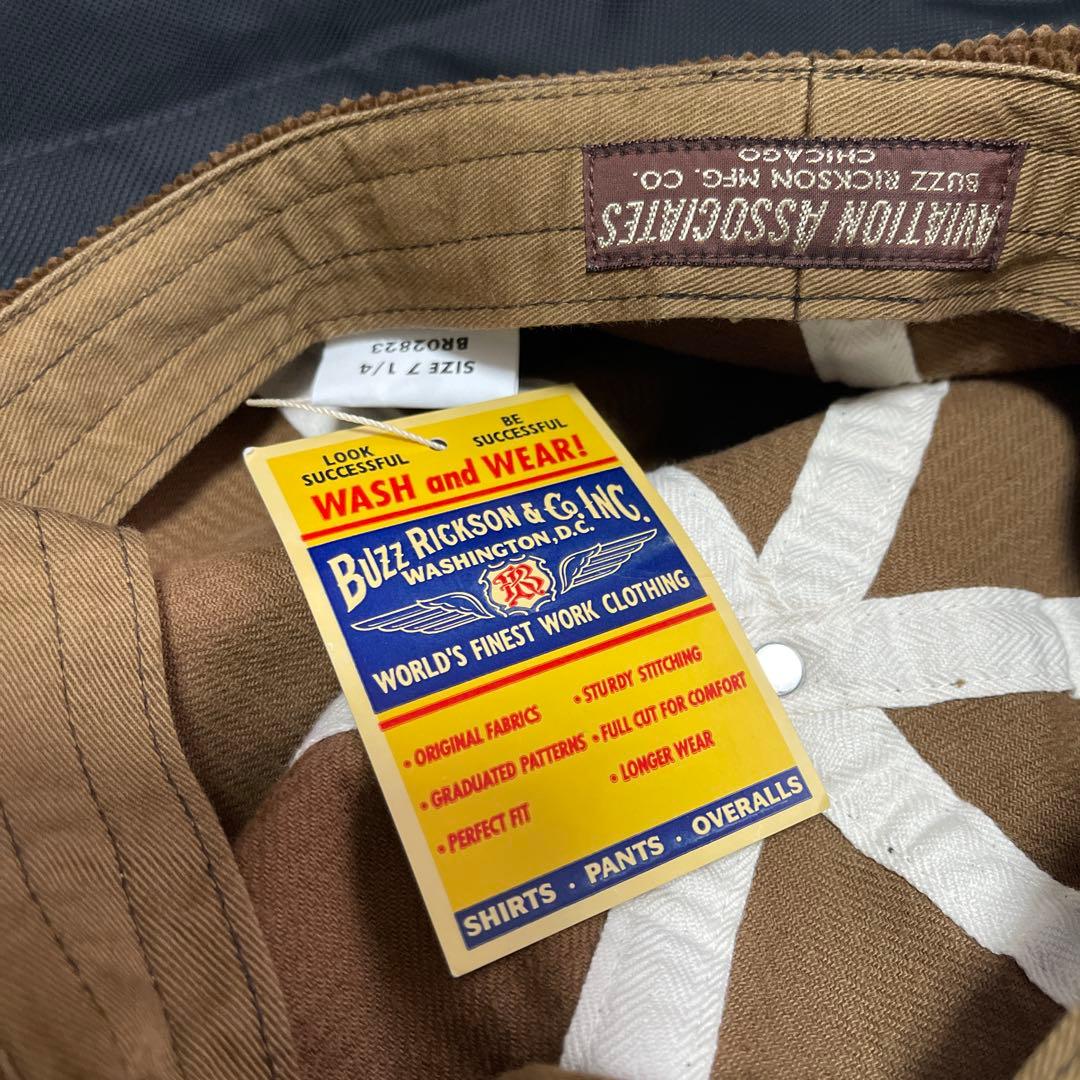 AVIATION ASSOCIATES
BUZZ RICKSON MFG. CO.
CHICAGO
SIZE 7 1/4
BR02823
LOOK
SUCCESSFUL
BE
SUCCESSFUL
WASH and WEAR!
BUZZ RICKSON & CO. INC.
WASHINGTON, D.C.
BR
WORLD'S FINEST WORK CLOTHING
• ORIGINAL FABRICS
• GRADUATED PATTERNS
• PERFECT FIT
• STURDY STITCHING
• FULL CUT FOR COMFORT
• LONGER WEAR
SHIRTS · PANTS · OVERALLS